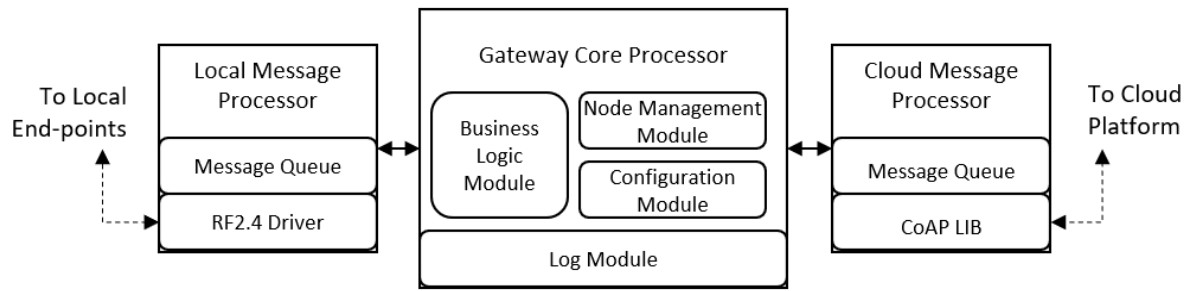 To Local
End-points
Local Message
Processor
Message Queue
RF2.4 Driver
Gateway Core Processor
Business
Logic
Module
Node Management
Module
Configuration
Module
Log Module
Cloud Message
Processor
Message Queue
CoAP LIB
To Cloud
Platform